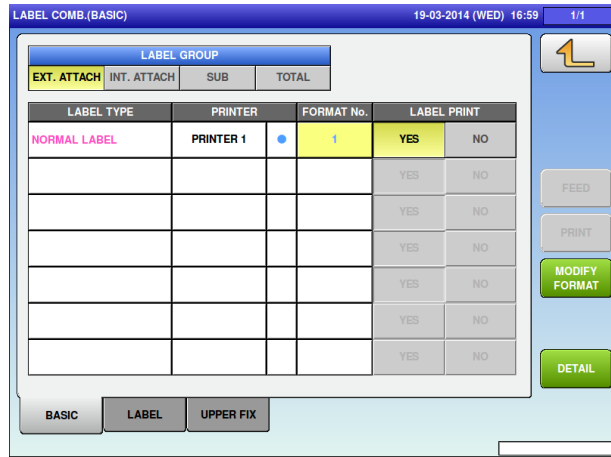 LABEL COMB.(BASIC) 19-03-2014 (WED) 16:59 1/1
LABEL GROUP
EXT. ATTACH INT. ATTACH SUB TOTAL
LABEL TYPE PRINTER FORMAT No. LABEL PRINT
NORMAL LABEL PRINTER 1 1 YES NO
YES NO
YES NO
YES NO
YES NO
YES NO
YES NO
FEED
PRINT
MODIFY
FORMAT
DETAIL
BASIC LABEL UPPER FIX